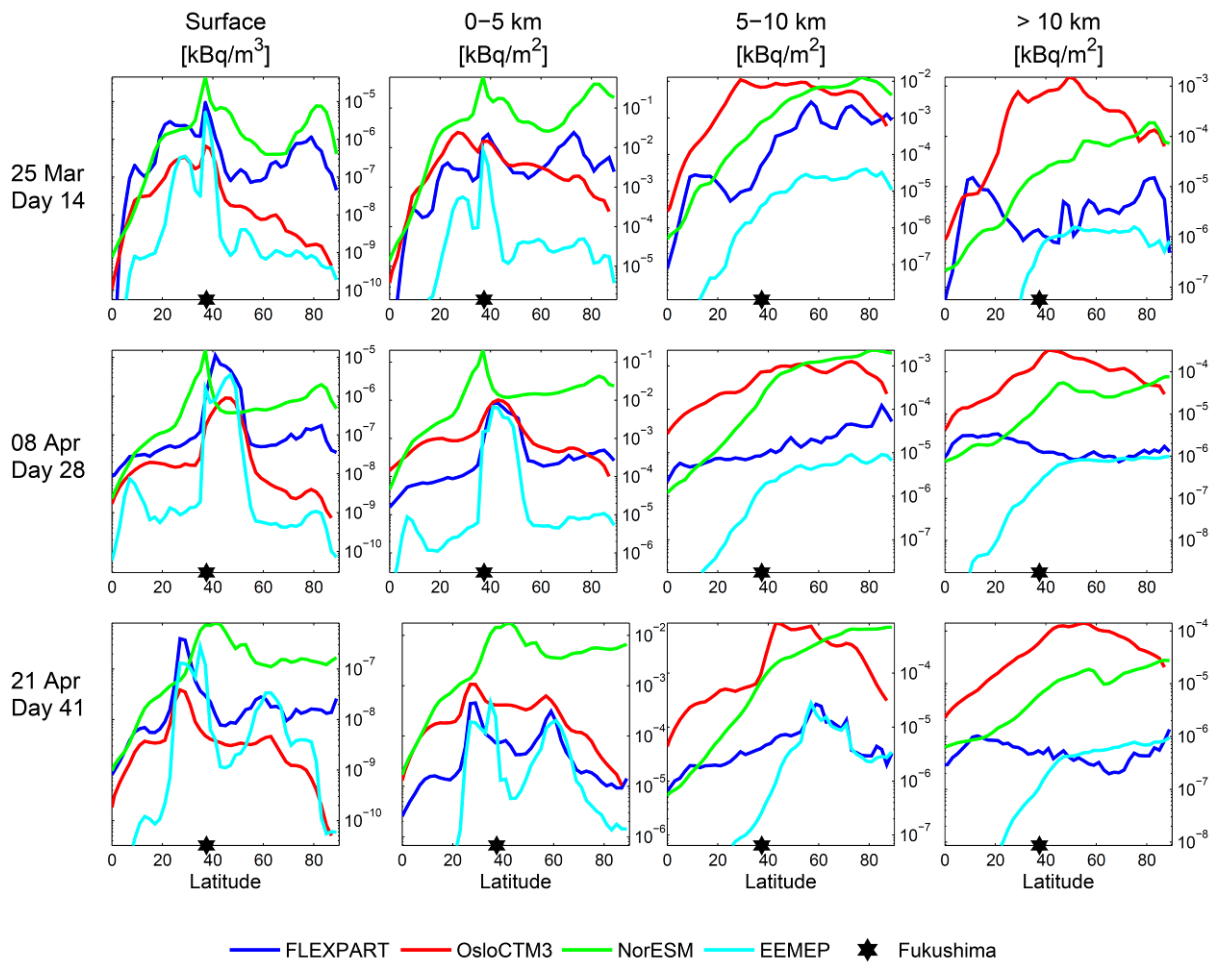 Surface
[kBq/m³]
0−5 km
[kBq/m²]
5−10 km
[kBq/m²]
> 10 km
[kBq/m²]
25 Mar
Day 14
10⁻⁵
10⁻⁶
10⁻⁷
10⁻⁸
10⁻⁹
10⁻¹⁰
0 20 40 60 80
10⁻¹
10⁻²
10⁻³
10⁻⁴
10⁻⁵
0 20 40 60 80
10⁻²
10⁻³
10⁻⁴
10⁻⁵
10⁻⁶
10⁻⁷
0 20 40 60 80
10⁻³
10⁻⁴
10⁻⁵
10⁻⁶
10⁻⁷
0 20 40 60 80
08 Apr
Day 28
10⁻⁵
10⁻⁶
10⁻⁷
10⁻⁸
10⁻⁹
10⁻¹⁰
0 20 40 60 80
10⁻¹
10⁻²
10⁻³
10⁻⁴
10⁻⁵
10⁻⁶
0 20 40 60 80
10⁻³
10⁻⁴
10⁻⁵
10⁻⁶
10⁻⁷
0 20 40 60 80
10⁻⁴
10⁻⁵
10⁻⁶
10⁻⁷
10⁻⁸
0 20 40 60 80
21 Apr
Day 41
10⁻⁷
10⁻⁸
10⁻¹⁰
0 20 40 60 80
Latitude
10⁻²
10⁻³
10⁻⁴
10⁻⁵
10⁻⁶
0 20 40 60 80
Latitude
10⁻⁴
10⁻⁵
10⁻⁶
10⁻⁷
0 20 40 60 80
Latitude
10⁻⁴
10⁻⁵
10⁻⁶
10⁻⁷
10⁻⁸
0 20 40 60 80
Latitude
FLEXPART OsloCTM3 NorESM EEMEP Fukushima